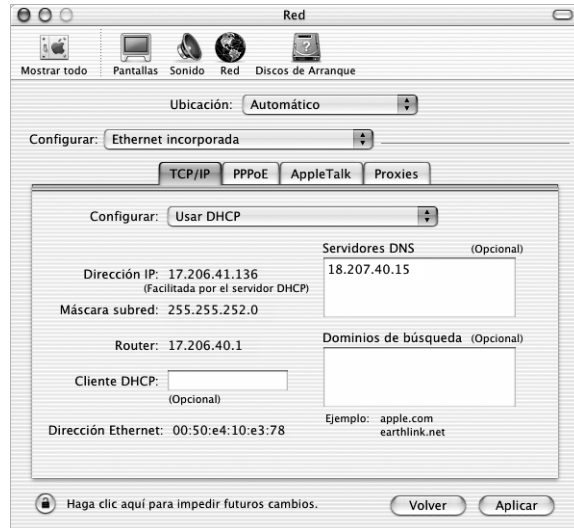 Red
Mostrar todo
Pantallas
Sonido
Red
Discos de Arranque
Ubicación: Automático
Configurar: Ethernet incorporada
TCP/IP
PPPoE
AppleTalk
Proxies
Configurar: Usar DHCP
Servidores DNS (Opcional)
18.207.40.15
Dirección IP: 17.206.41.136
(Facilitada por el servidor DHCP)
Máscara subred: 255.255.252.0
Router: 17.206.40.1
Dominios de búsqueda (Opcional)
Cliente DHCP:
(Opcional)
Ejemplo: apple.com
earthlink.net
Dirección Ethernet: 00:50:e4:10:e3:78
Haga clic aquí para impedir futuros cambios.
Volver
Aplicar